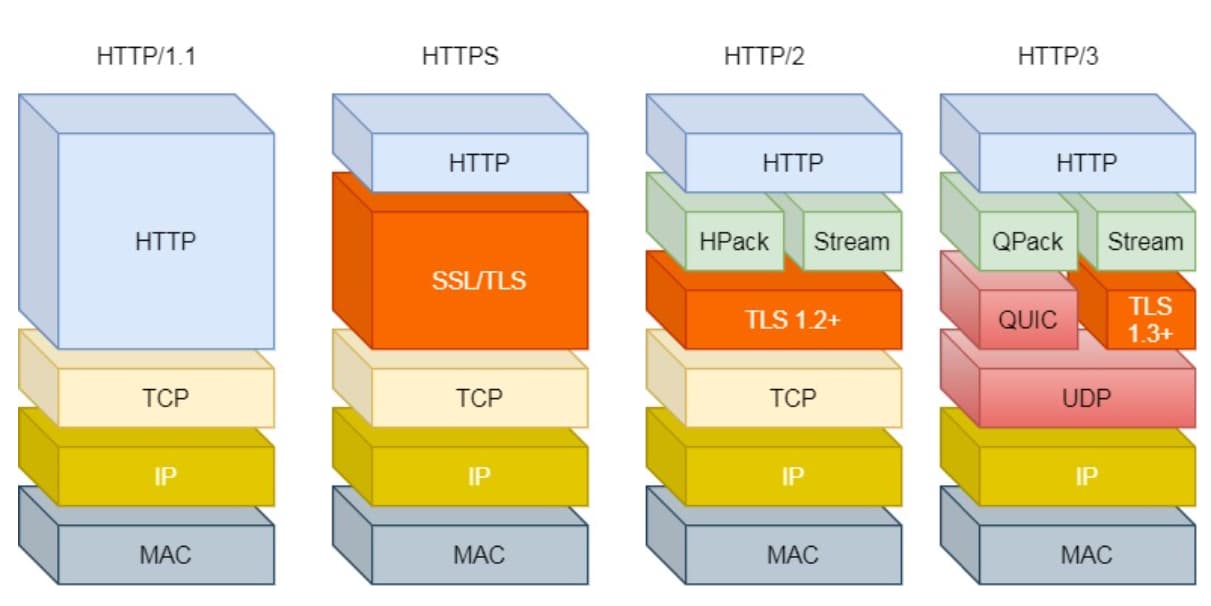 HTTP/1.1
HTTP
TCP
IP
MAC
HTTPS
HTTP
SSL/TLS
TCP
IP
MAC
HTTP/2
HTTP
HPack
Stream
TLS 1.2+
TCP
IP
MAC
HTTP/3
HTTP
QPack
Stream
QUIC
TLS
1.3+
UDP
IP
MAC